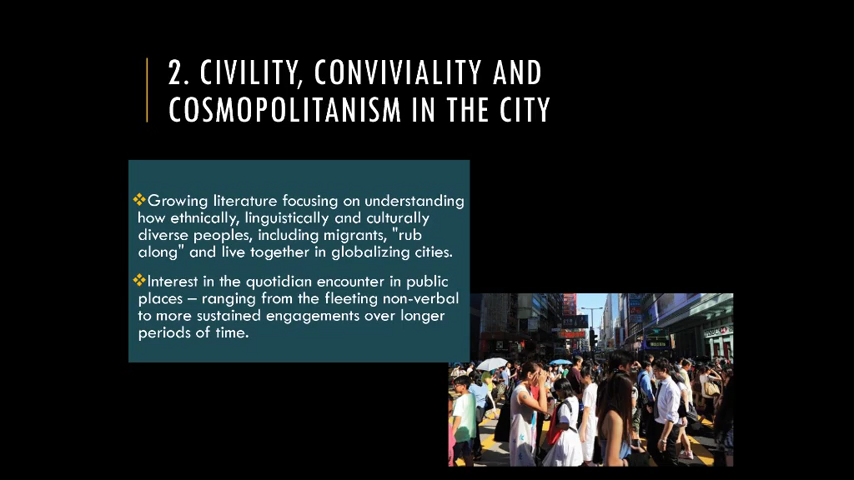 2. CIVILITY, CONVIVIALITY AND
COSMOPOLITANISM IN THE CITY
❖Growing literature focusing on understanding
how ethnically, linguistically and culturally
diverse peoples, including migrants, "rub
along" and live together in globalizing cities.
❖Interest in the quotidian encounter in public
places – ranging from the fleeting non-verbal
to more sustained engagements over longer
periods of time.